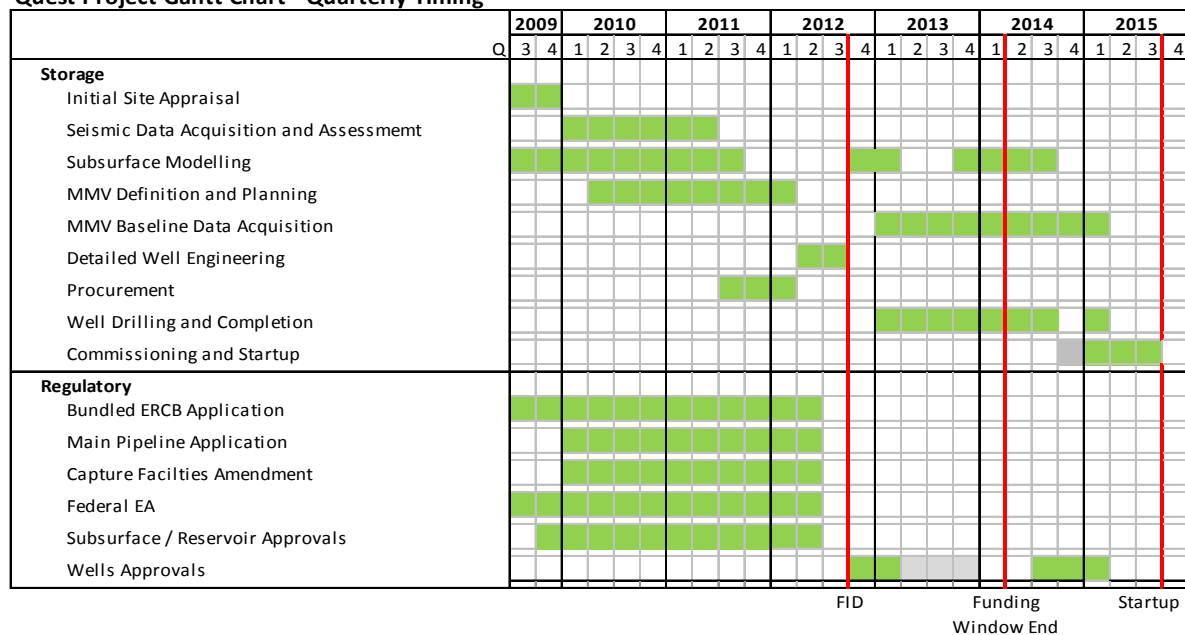 Quest Project Gantt Chart - Quarterly Timing
2009 2010 2011 2012 2013 2014 2015
Q 3 4 1 2 3 4 1 2 3 4 1 2 3 4 1 2 3 4 1 2 3 4 1 2 3 4
Storage
Initial Site Appraisal
Seismic Data Acquisition and Assessmemt
Subsurface Modelling
MMV Definition and Planning
MMV Baseline Data Acquisition
Detailed Well Engineering
Procurement
Well Drilling and Completion
Commissioning and Startup
Regulatory
Bundled ERCB Application
Main Pipeline Application
Capture Facilties Amendment
Federal EA
Subsurface / Reservoir Approvals
Wells Approvals
FID Funding Startup
Window End